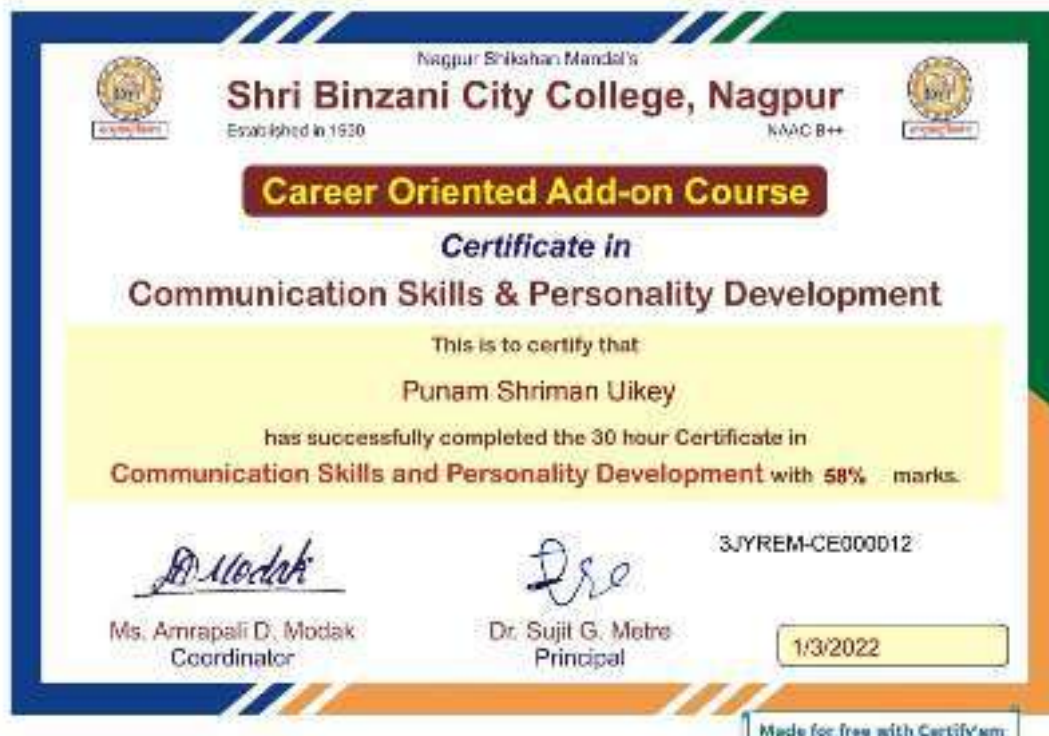 Nagpur Shikshan Mandal's
Shri Binzani City College, Nagpur
Established in 1930
NAAC B++
Career Oriented Add-on Course
Certificate in
Communication Skills & Personality Development
This is to certify that
Punam Shriman Uikey
has successfully completed the 30 hour Certificate in
Communication Skills and Personality Development with 58% marks.
3JYREM-CE000012
D Modak
Ms. Amrapali D. Modak
Dr. Sujit G. Metre
Coordinator
Principal
1/3/2022
Made for free with Certify'em